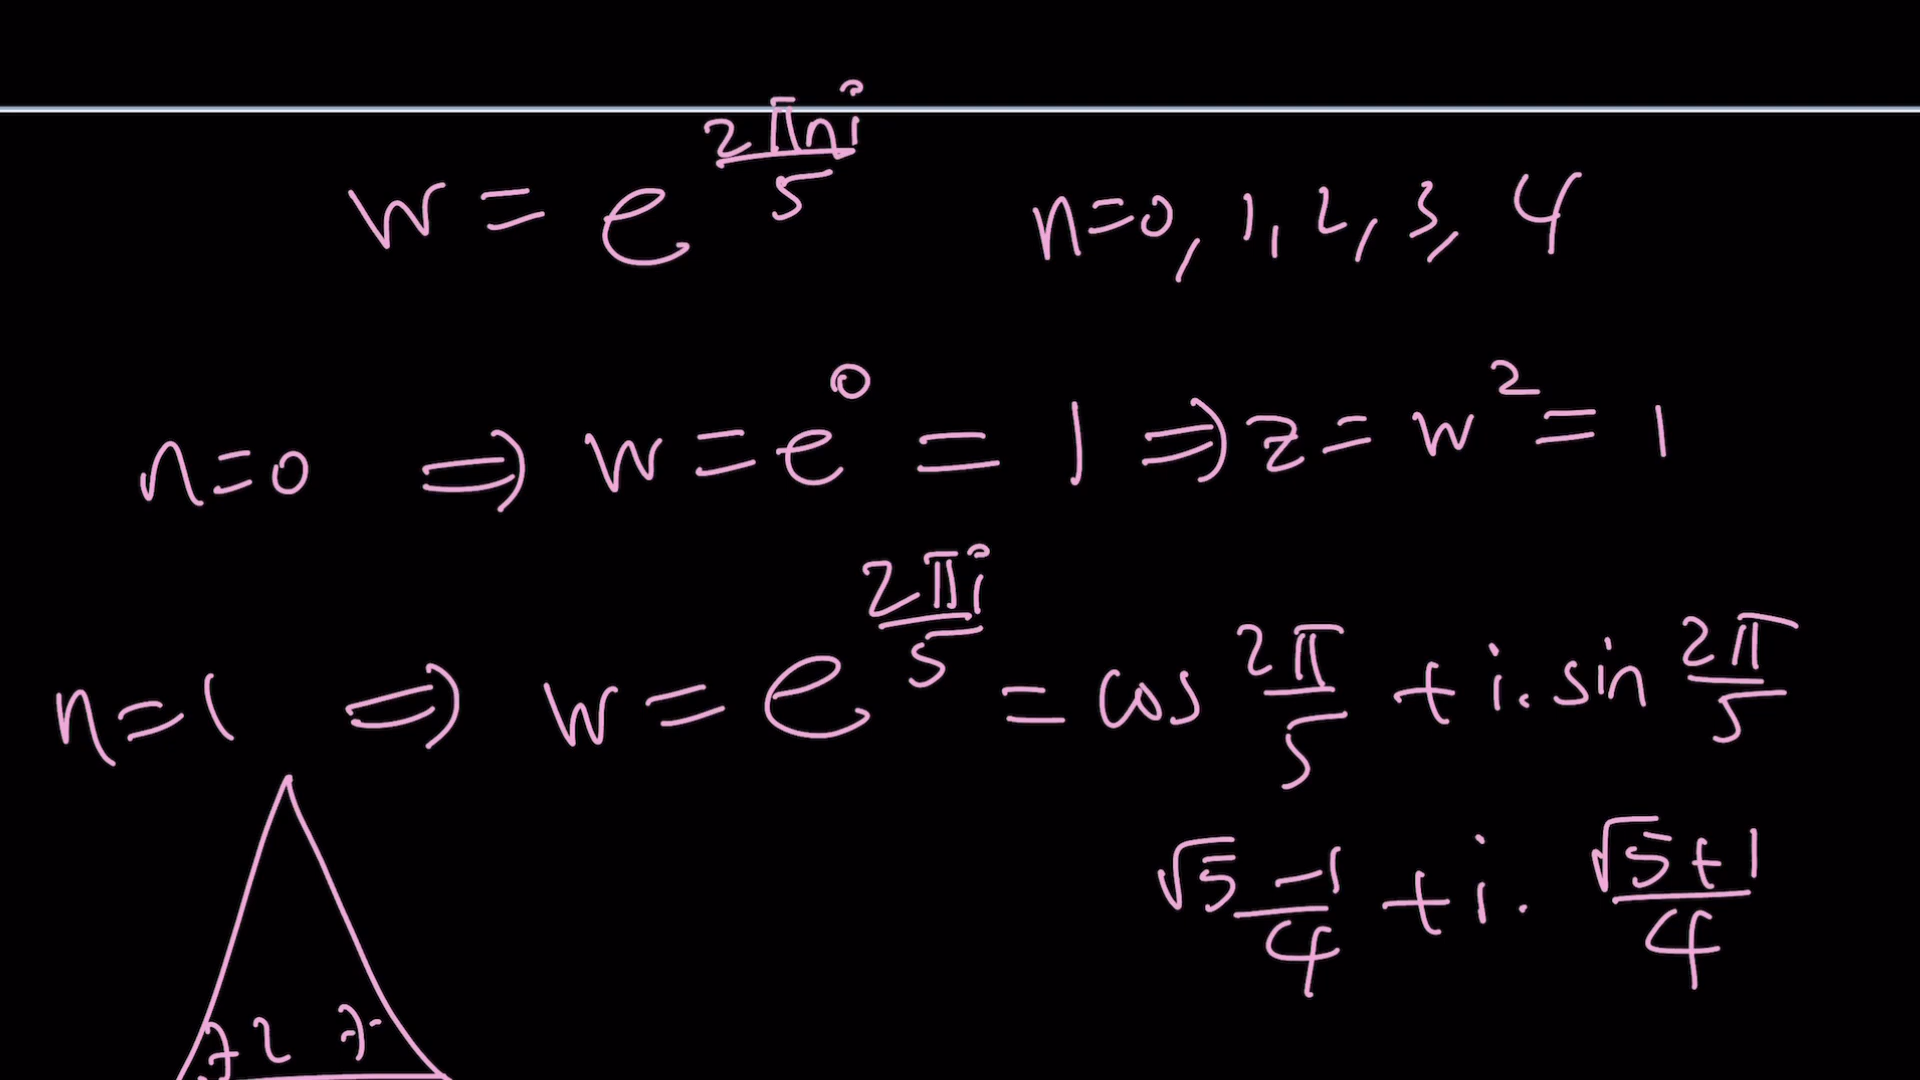 w = e^(2πni/5) n=0, 1, 2, 3, 4
n=0 ⇒ w = e^0 = 1 ⇒ z = w^2 = 1
n=1 ⇒ w = e^(2πi/5) = cos 2π/5 + i. sin 2π/5
(√5 -1)/4 + i. (√5+1)/4
72